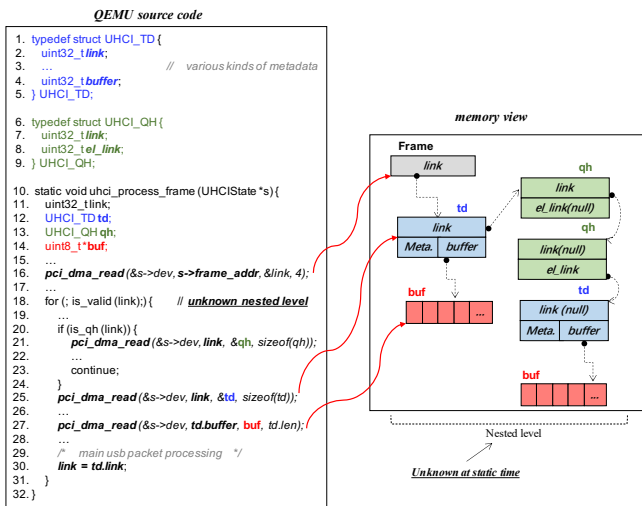 QEMU source code
1. typedef struct UHCI_TD {
2. uint32_t link;
3. … // various kinds of metadata
4. uint32_t buffer;
5. } UHCI_TD;
6. typedef struct UHCI_QH {
7. uint32_t link;
8. uint32_t el_link;
9. } UHCI_QH;
10. static void uhci_process_frame (UHCIState *s) {
11. uint32_t link;
12. UHCI_TD td;
13. UHCI_QH qh;
14. uint8_t *buf;
15. …
16. pci_dma_read (&s->dev, s->frame_addr, &link, 4);
17. …
18. for (; is_valid (link);) { // unknown nested level
19. …
20. if (is_qh (link)) {
21. pci_dma_read (&s->dev, link, &qh, sizeof(qh));
22. …
23. continue;
24. }
25. pci_dma_read (&s->dev, link, &td, sizeof(td));
26. …
27. pci_dma_read (&s->dev, td.buffer, buf, td.len);
28. …
29. /* main usb packet processing */
30. link = td.link;
31. }
32. }
memory view
Frame
link
td
link
Meta. buffer
buf
...
qh
link
el_link(null)
qh
link(null)
el_link
td
link (null)
Meta. buffer
buf
...
Nested level
Unknown at static time